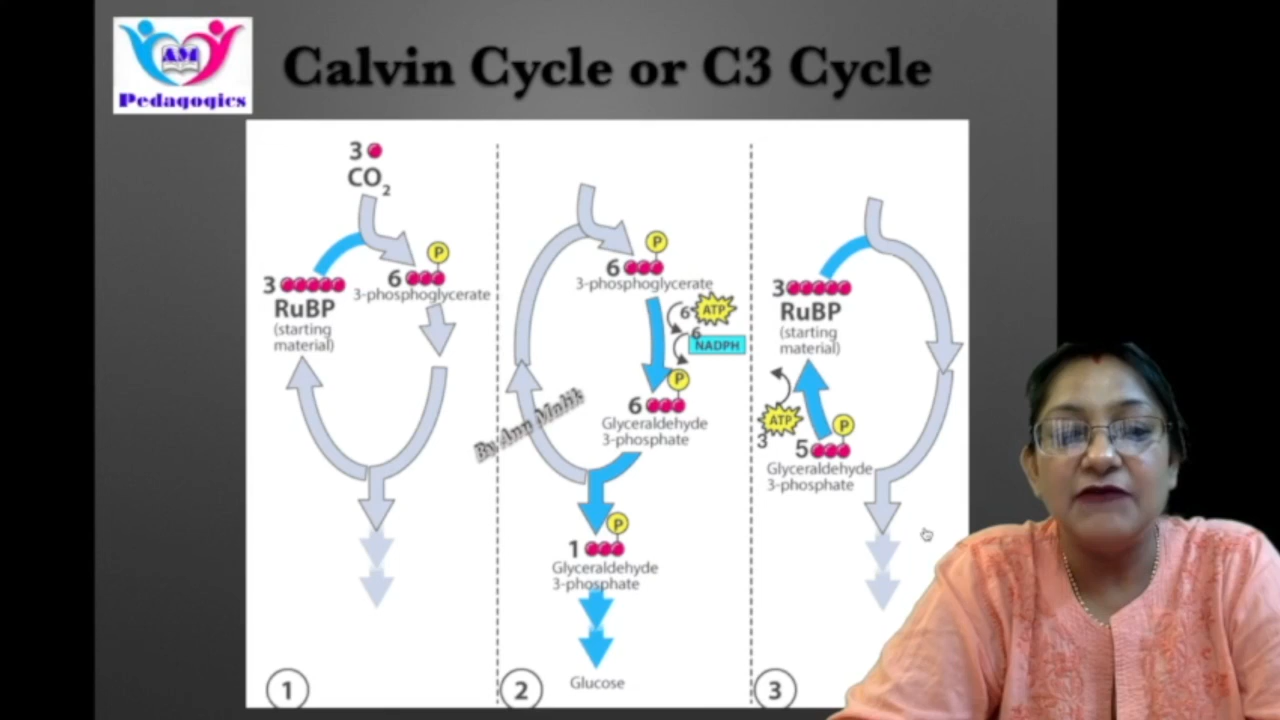 AM
Pedagogics
Calvin Cycle or C3 Cycle
3
CO2
3
RuBP
(starting
material)
P
6
3-phosphoglycerate
1
P
6
3-phosphoglycerate
6 ATP
6
NADPH
P
6
Glyceraldehyde
3-phosphate
By Anu Malik
P
1
Glyceraldehyde
3-phosphate
Glucose
2
3
RuBP
(starting
material)
ATP
3
P
5
Glyceraldehyde
3-phosphate
3